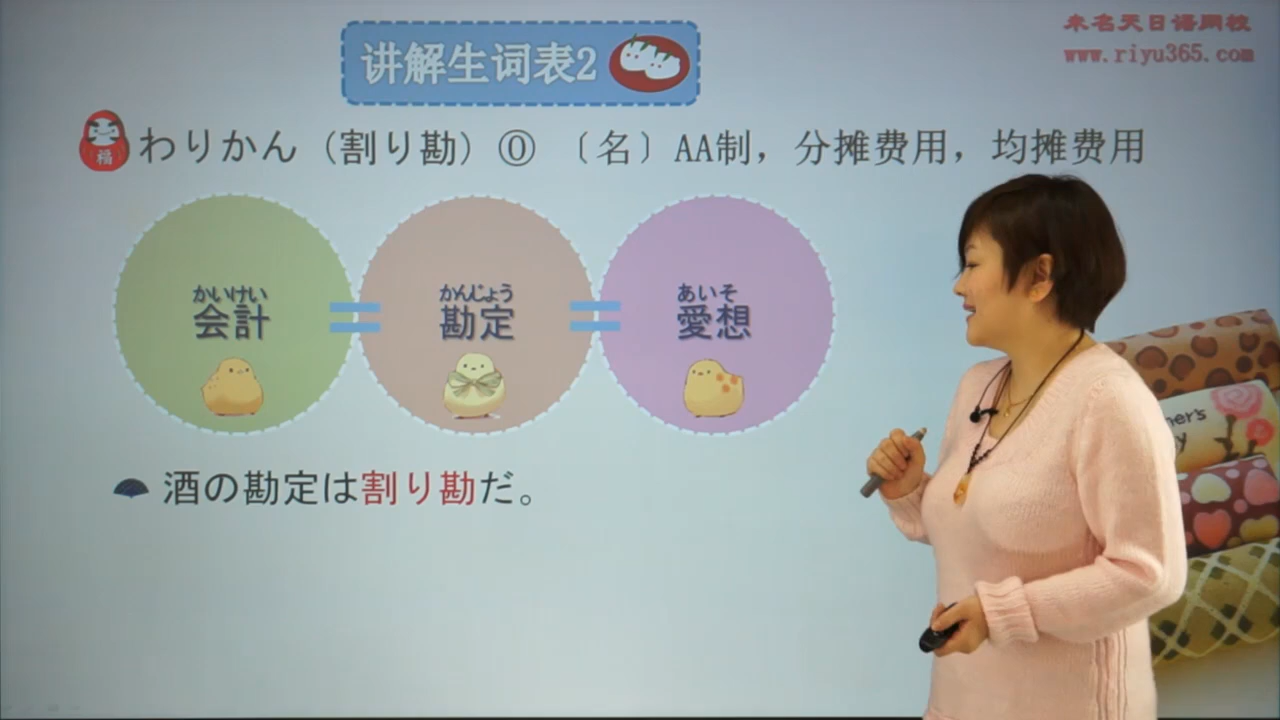 未名天日语网校
www.riyu365.com
讲解生词表2
福
わりかん（割り勘）⓪ 〔名〕AA制，分摊费用，均摊费用
かいけい
会計
＝
かんじょう
勘定
＝
あいそ
愛想
酒の勘定は割り勘だ。